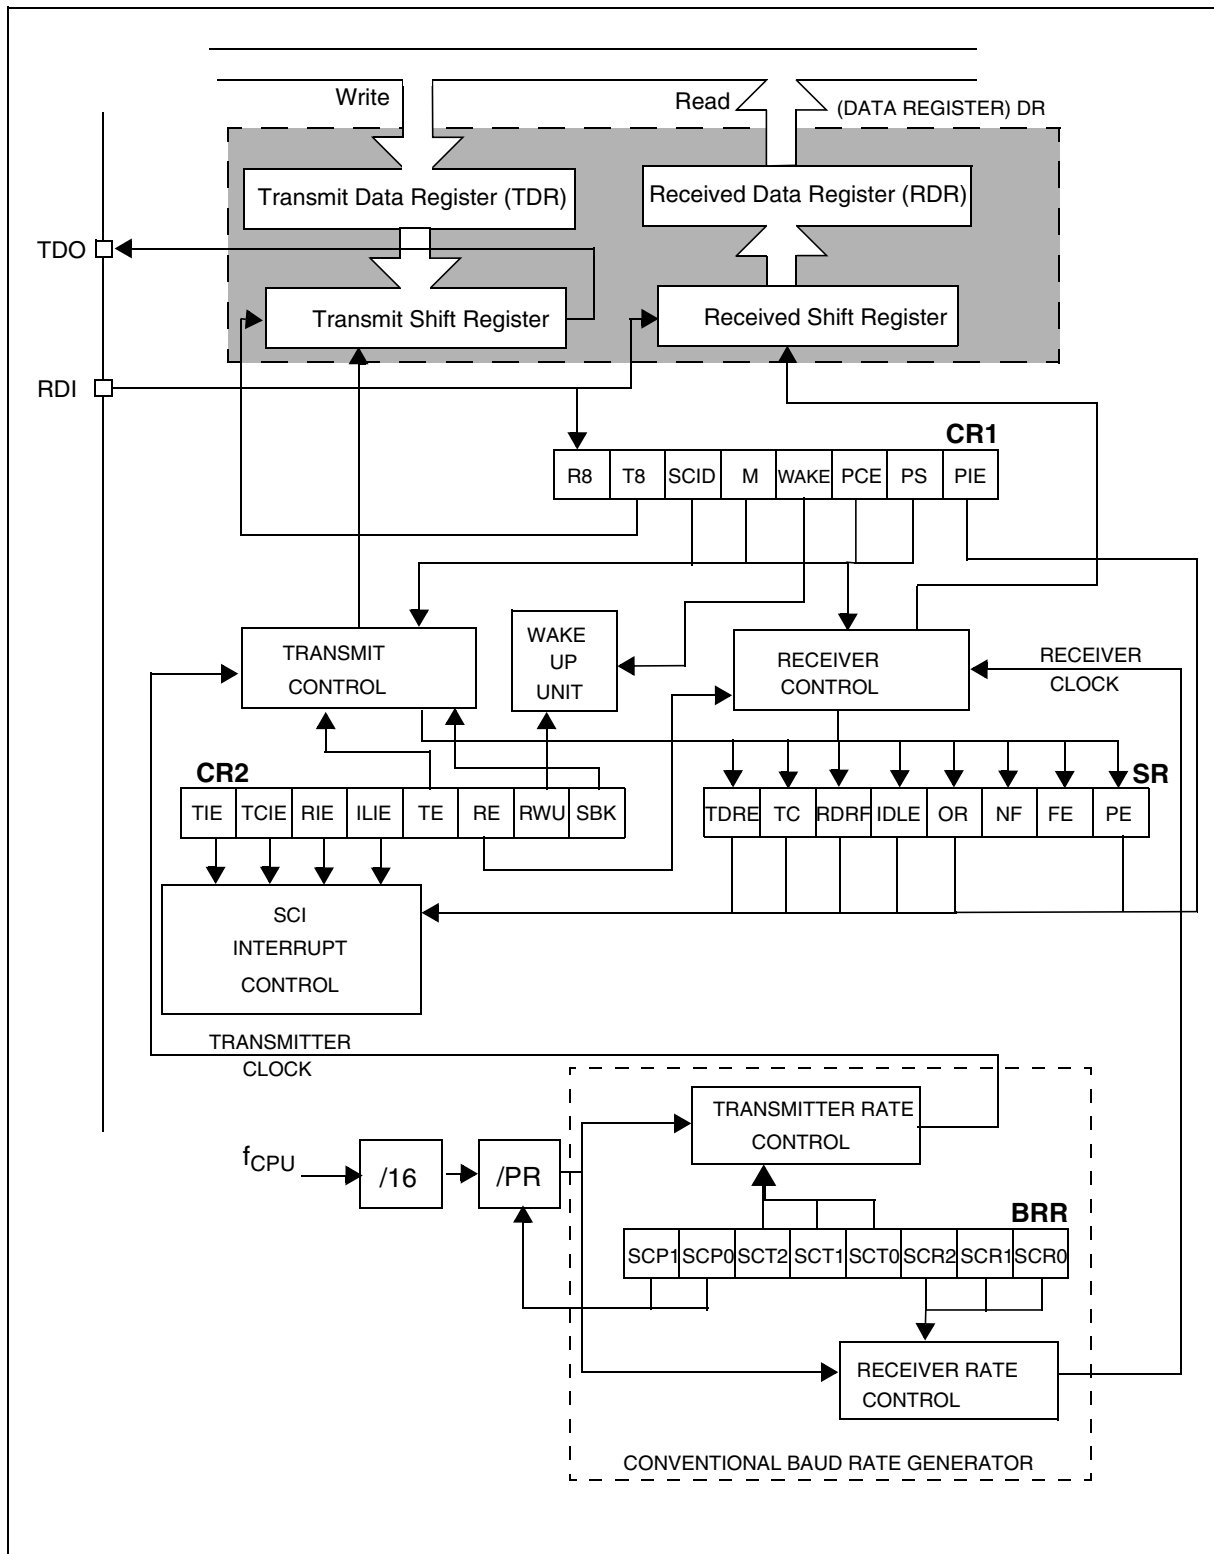 Write
Read
(DATA REGISTER) DR
Transmit Data Register (TDR)
Received Data Register (RDR)
TDO
Transmit Shift Register
Received Shift Register
RDI
CR1
R8 T8 SCID M WAKE PCE PS PIE
TRANSMIT
CONTROL
WAKE
UP
UNIT
RECEIVER
CONTROL
RECEIVER
CLOCK
CR2
TIE TCIE RIE ILIE TE RE RWU SBK
SR
TDRE TC RDRF IDLE OR NF FE PE
SCI
INTERRUPT
CONTROL
TRANSMITTER
CLOCK
TRANSMITTER RATE
CONTROL
fCPU
/16
/PR
BRR
SCP1 SCP0 SCT2 SCT1 SCT0 SCR2 SCR1 SCR0
RECEIVER RATE
CONTROL
CONVENTIONAL BAUD RATE GENERATOR